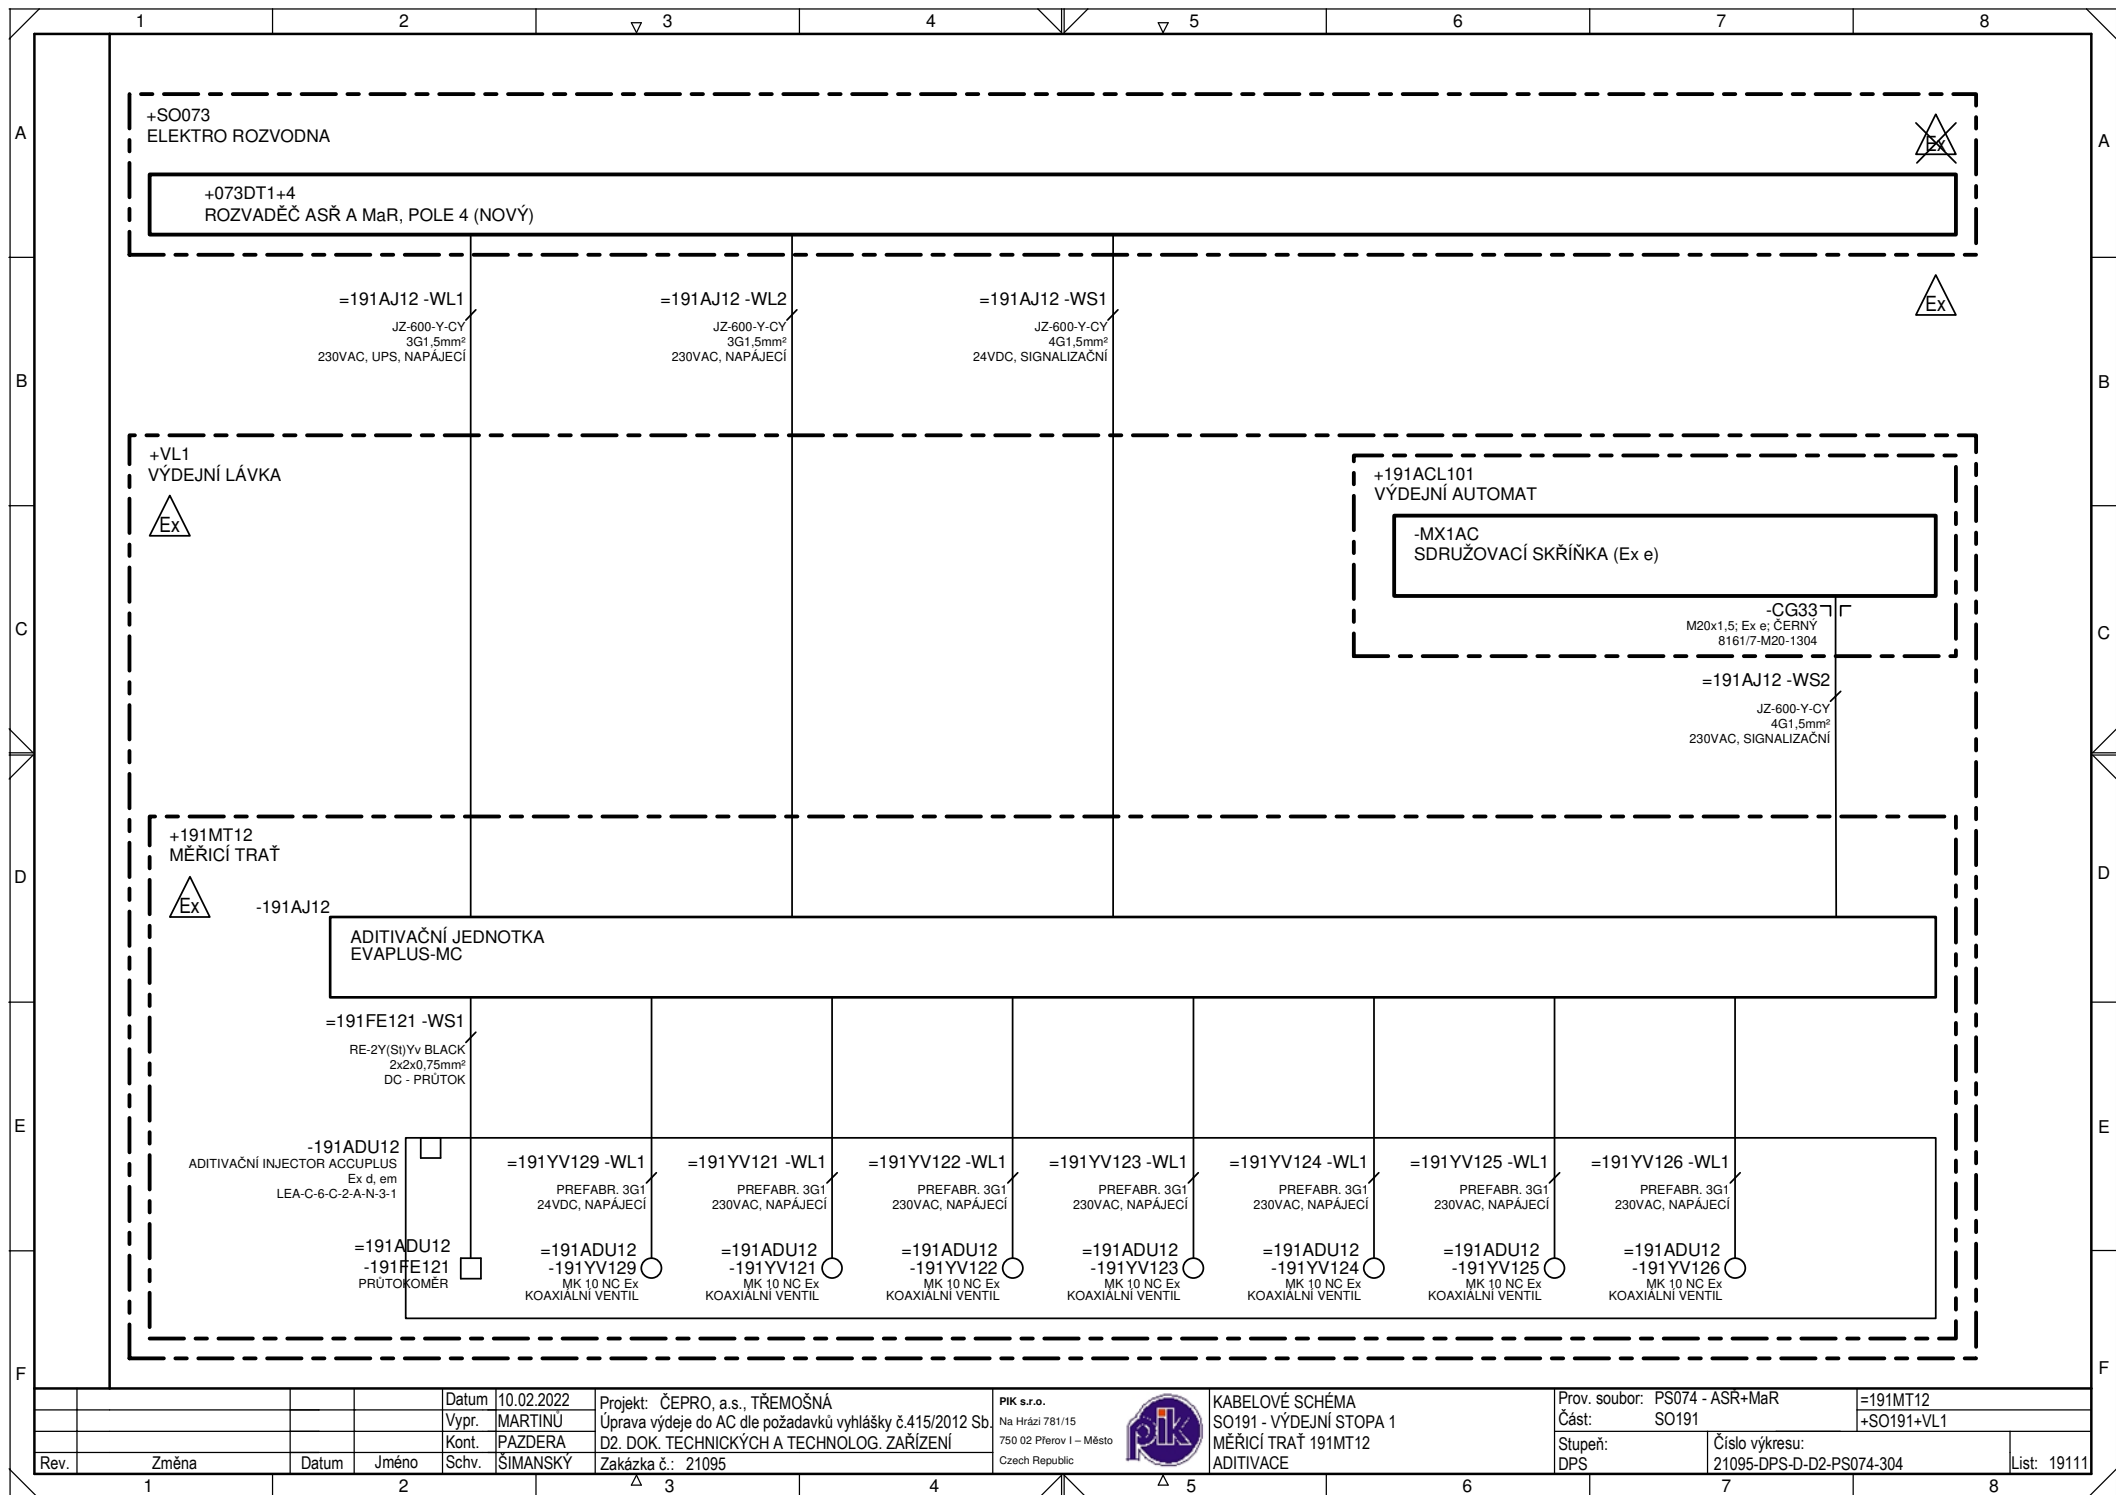 1 2 3 4 5 6 7 8
A
A
+SO073
ELEKTRO ROZVODNA
Ex
+073DT1+4
ROZVADĚČ ASŘ A MaR, POLE 4 (NOVÝ)
Ex
=191AJ12 -WL1
JZ-600-Y-CY
3G1,5mm²
230VAC, UPS, NAPÁJECÍ
=191AJ12 -WL2
JZ-600-Y-CY
3G1,5mm²
230VAC, NAPÁJECÍ
=191AJ12 -WS1
JZ-600-Y-CY
4G1,5mm²
24VDC, SIGNALIZAČNÍ
B
B
+VL1
VÝDEJNÍ LÁVKA
Ex
+191ACL101
VÝDEJNÍ AUTOMAT
-MX1AC
SDRUŽOVACÍ SKŘÍŇKA (Ex e)
-CG33
M20x1,5; Ex e; ČERNÝ
8161/7-M20-1304
C
C
=191AJ12 -WS2
JZ-600-Y-CY
4G1,5mm²
230VAC, SIGNALIZAČNÍ
+191MT12
MĚŘICÍ TRAŤ
Ex
D
D
-191AJ12
ADITIVAČNÍ JEDNOTKA
EVAPLUS-MC
=191FE121 -WS1
RE-2Y(St)Yv BLACK
2x2x0,75mm²
DC - PRŮTOK
E
E
-191ADU12
ADITIVAČNÍ INJECTOR ACCUPLUS
Ex d, em
LEA-C-6-C-2-A-N-3-1
=191YV129 -WL1
PREFABR. 3G1
24VDC, NAPÁJECÍ
=191YV121 -WL1
PREFABR. 3G1
230VAC, NAPÁJECÍ
=191YV122 -WL1
PREFABR. 3G1
230VAC, NAPÁJECÍ
=191YV123 -WL1
PREFABR. 3G1
230VAC, NAPÁJECÍ
=191YV124 -WL1
PREFABR. 3G1
230VAC, NAPÁJECÍ
=191YV125 -WL1
PREFABR. 3G1
230VAC, NAPÁJECÍ
=191YV126 -WL1
PREFABR. 3G1
230VAC, NAPÁJECÍ
=191ADU12
-191FE121
PRŮTOKOMĚR
=191ADU12
-191YV129
MK 10 NC Ex
KOAXIÁLNÍ VENTIL
=191ADU12
-191YV121
MK 10 NC Ex
KOAXIÁLNÍ VENTIL
=191ADU12
-191YV122
MK 10 NC Ex
KOAXIÁLNÍ VENTIL
=191ADU12
-191YV123
MK 10 NC Ex
KOAXIÁLNÍ VENTIL
=191ADU12
-191YV124
MK 10 NC Ex
KOAXIÁLNÍ VENTIL
=191ADU12
-191YV125
MK 10 NC Ex
KOAXIÁLNÍ VENTIL
=191ADU12
-191YV126
MK 10 NC Ex
KOAXIÁLNÍ VENTIL
F
F
Rev. Změna Datum Jméno
Datum 10.02.2022
Vypr. MARTINŮ
Kont. PAZDERA
Schv. ŠIMANSKÝ
Projekt: ČEPRO, a.s., TŘEMOŠNÁ
Úprava výdeje do AC dle požadavků vyhlášky č.415/2012 Sb.
D2. DOK. TECHNICKÝCH A TECHNOLOG. ZAŘÍZENÍ
Zakázka č.: 21095
PIK s.r.o.
Na Hrázi 781/15
750 02 Přerov I – Město
Czech Republic
pik
KABELOVÉ SCHÉMA
SO191 - VÝDEJNÍ STOPA 1
MĚŘICÍ TRAŤ 191MT12
ADITIVACE
Prov. soubor: PS074 - ASŘ+MaR
Část: SO191
=191MT12
+SO191+VL1
Stupeň:
DPS
Číslo výkresu:
21095-DPS-D-D2-PS074-304
List: 19111
1 2 3 4 5 6 7 8